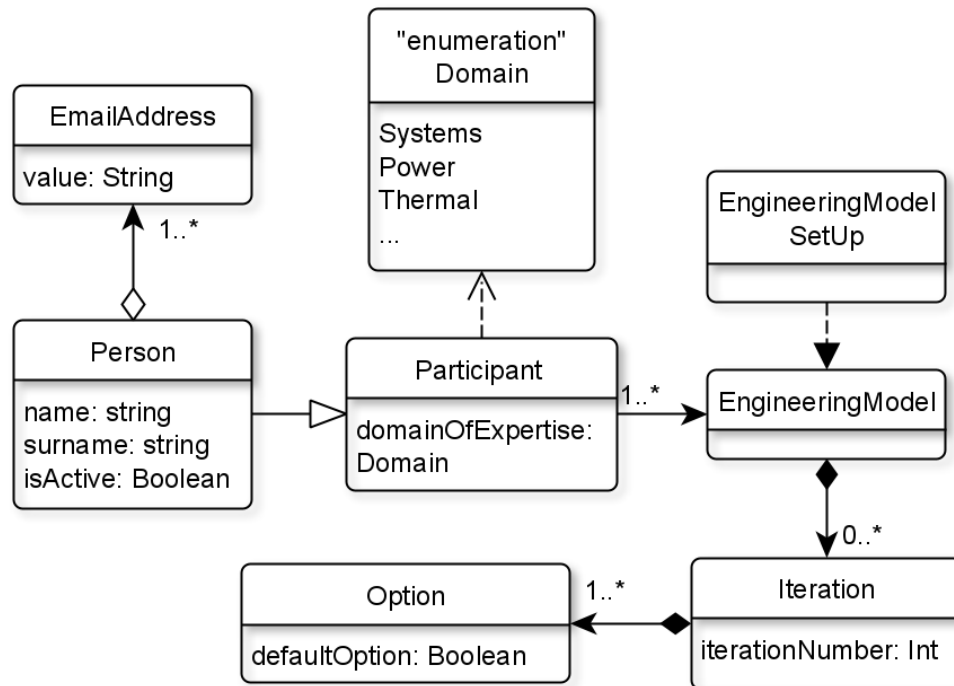 "enumeration"
Domain
Systems
Power
Thermal
...
EmailAddress
value: String
1..*
EngineeringModel
SetUp
Person
name: string
surname: string
isActive: Boolean
Participant
domainOfExpertise:
Domain
1..*
EngineeringModel
0..*
Option
defaultOption: Boolean
1..*
Iteration
iterationNumber: Int